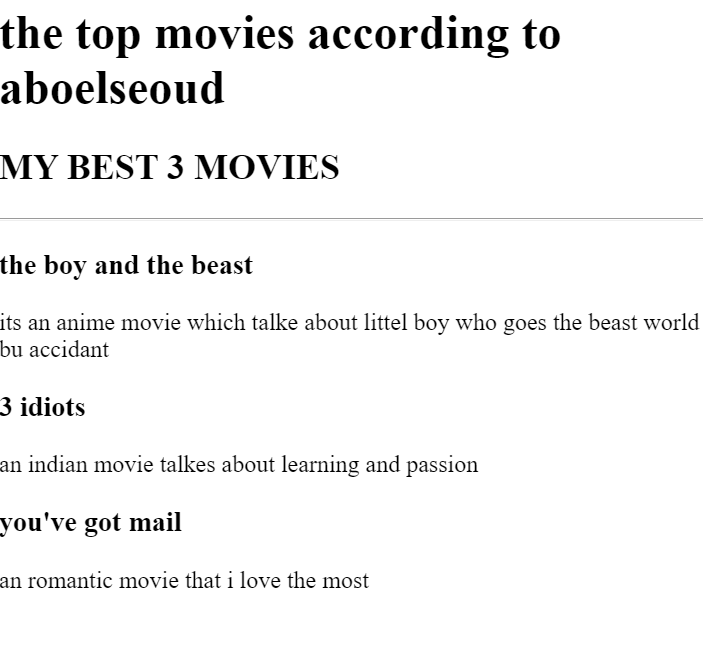 the top movies according to
aboelseoud
MY BEST 3 MOVIES
the boy and the beast
its an anime movie which talke about littel boy who goes the beast world
bu accidant
3 idiots
an indian movie talkes about learning and passion
you've got mail
an romantic movie that i love the most